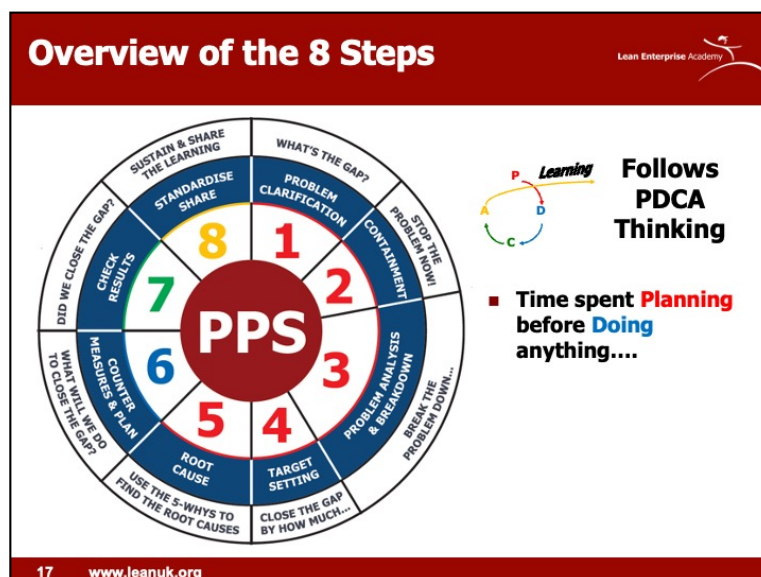 Overview of the 8 Steps
Lean Enterprise Academy
WHAT'S THE GAP?
PROBLEM
CLARIFICATION
1
STOP THE
PROBLEM NOW!
CONTAINMENT
2
BREAK THE
PROBLEM DOWN...
PROBLEM ANALYSIS
& BREAKDOWN
3
CLOSE THE GAP
BY HOW MUCH...
TARGET
SETTING
4
USE THE 5-WHYS TO
FIND THE ROOT CAUSES
ROOT
CAUSE
5
WHAT WILL WE DO
TO CLOSE THE GAP?
COUNTER
MEASURES & PLAN
6
DID WE CLOSE THE GAP?
CHECK
RESULTS
7
SUSTAIN & SHARE
THE LEARNING
STANDARDISE
SHARE
8
PPS
P
Learning
A
D
C
Follows
PDCA
Thinking
Time spent Planning
before Doing
anything....
17 www.leanuk.org